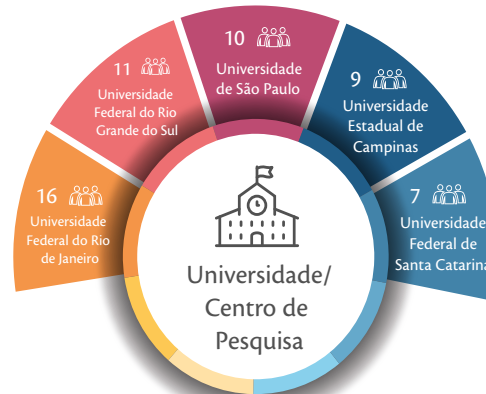 16
Universidade
Federal do Rio
de Janeiro
11
Universidade
Federal do Rio
Grande do Sul
10
Universidade
de São Paulo
9
Universidade
Estadual de
Campinas
7
Universidade
Federal de
Santa Catarina
Universidade/
Centro de
Pesquisa